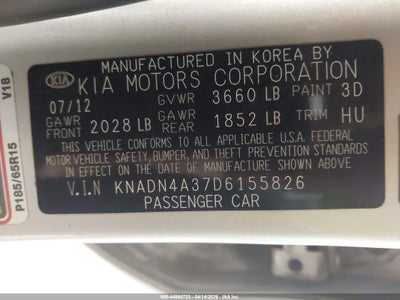 MANUFACTURED IN KOREA BY
KIA KIA MOTORS CORPORATION
07/12 GVWR 3660 LB PAINT 3D
GAWR FRONT 2028 LB GAWR REAR 1852 LB TRIM HU
THIS VEHICLE CONFORMS TO ALL APPLICABLE U.S.A. FEDERAL
MOTOR VEHICLE SAFETY, BUMPER, AND THEFT PREVENTION
STANDARDS IN EFFECT ON THE DATE OF MANUFACTURE SHOWN ABOVE.
V.I.N KNADN4A37D6155826
PASSENGER CAR
V18
P185/65R15